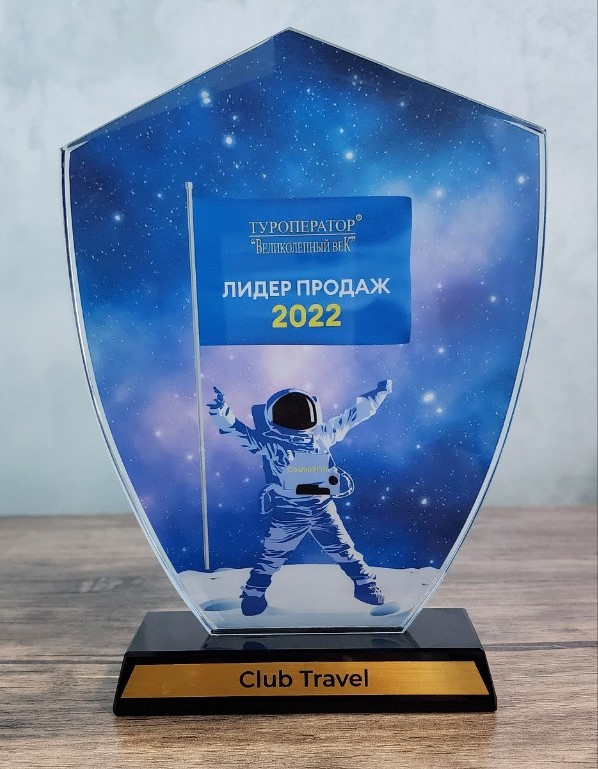 ТУРОПЕРАТОР®
"ВЕЛИКОЛЕПНЫЙ ВЕК"
ЛИДЕР ПРОДАЖ
2022
Club Travel